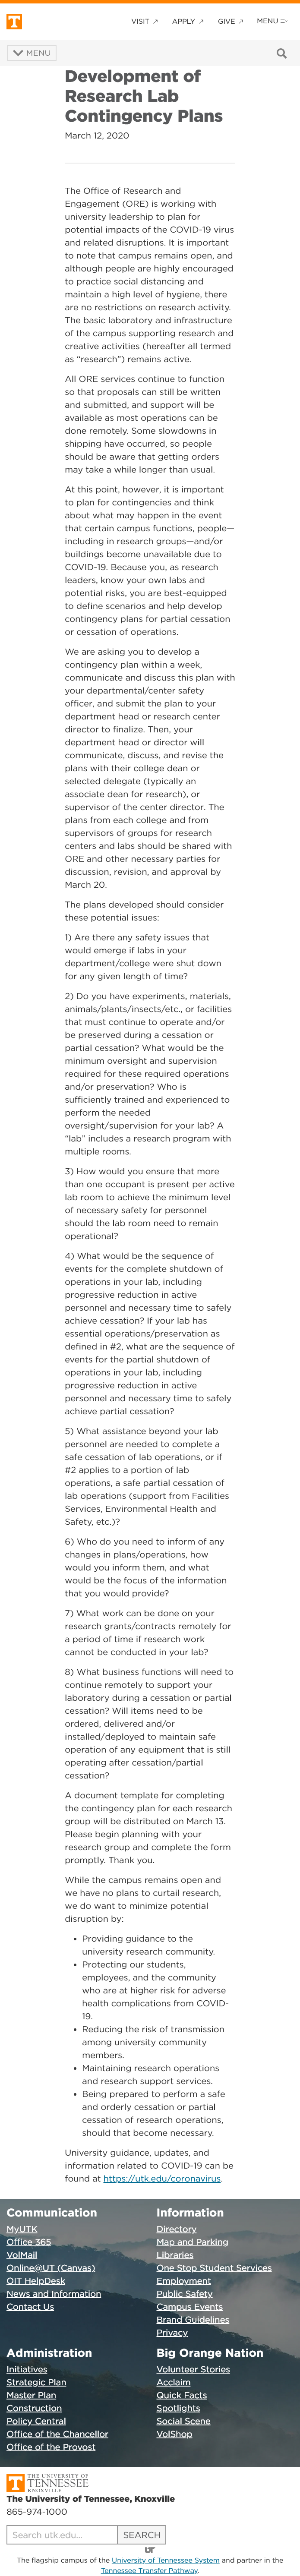 VISIT ↗ APPLY ↗ GIVE ↗ MENU
MENU
Development of
Research Lab
Contingency Plans
March 12, 2020
The Office of Research and
Engagement (ORE) is working with
university leadership to plan for
potential impacts of the COVID-19 virus
and related disruptions. It is important
to note that campus remains open, and
although people are highly encouraged
to practice social distancing and
maintain a high level of hygiene, there
are no restrictions on research activity.
The basic laboratory and infrastructure
of the campus supporting research and
creative activities (hereafter all termed
as “research”) remains active.
All ORE services continue to function
so that proposals can still be written
and submitted, and support will be
available as most operations can be
done remotely. Some slowdowns in
shipping have occurred, so people
should be aware that getting orders
may take a while longer than usual.
At this point, however, it is important
to plan for contingencies and think
about what may happen in the event
that certain campus functions, people—
including in research groups—and/or
buildings become unavailable due to
COVID-19. Because you, as research
leaders, know your own labs and
potential risks, you are best-equipped
to define scenarios and help develop
contingency plans for partial cessation
or cessation of operations.
We are asking you to develop a
contingency plan within a week,
communicate and discuss this plan with
your departmental/center safety
officer, and submit the plan to your
department head or research center
director to finalize. Then, your
department head or director will
communicate, discuss, and revise the
plans with their college dean or
selected delegate (typically an
associate dean for research), or
supervisor of the center director. The
plans from each college and from
supervisors of groups for research
centers and labs should be shared with
ORE and other necessary parties for
discussion, revision, and approval by
March 20.
The plans developed should consider
these potential issues:
1) Are there any safety issues that
would emerge if labs in your
department/college were shut down
for any given length of time?
2) Do you have experiments, materials,
animals/plants/insects/etc., or facilities
that must continue to operate and/or
be preserved during a cessation or
partial cessation? What would be the
minimum oversight and supervision
required for these required operations
and/or preservation? Who is
sufficiently trained and experienced to
perform the needed
oversight/supervision for your lab? A
“lab” includes a research program with
multiple rooms.
3) How would you ensure that more
than one occupant is present per active
lab room to achieve the minimum level
of necessary safety for personnel
should the lab room need to remain
operational?
4) What would be the sequence of
events for the complete shutdown of
operations in your lab, including
progressive reduction in active
personnel and necessary time to safely
achieve cessation? If your lab has
essential operations/preservation as
defined in #2, what are the sequence of
events for the partial shutdown of
operations in your lab, including
progressive reduction in active
personnel and necessary time to safely
achieve partial cessation?
5) What assistance beyond your lab
personnel are needed to complete a
safe cessation of lab operations, or if
#2 applies to a portion of lab
operations, a safe partial cessation of
lab operations (support from Facilities
Services, Environmental Health and
Safety, etc.)?
6) Who do you need to inform of any
changes in plans/operations, how
would you inform them, and what
would be the focus of the information
that you would provide?
7) What work can be done on your
research grants/contracts remotely for
a period of time if research work
cannot be conducted in your lab?
8) What business functions will need to
continue remotely to support your
laboratory during a cessation or partial
cessation? Will items need to be
ordered, delivered and/or
installed/deployed to maintain safe
operation of any equipment that is still
operating after cessation/partial
cessation?
A document template for completing
the contingency plan for each research
group will be distributed on March 13.
Please begin planning with your
research group and complete the form
promptly. Thank you.
While the campus remains open and
we have no plans to curtail research,
we do want to minimize potential
disruption by:
• Providing guidance to the
university research community.
• Protecting our students,
employees, and the community
who are at higher risk for adverse
health complications from COVID-
19.
• Reducing the risk of transmission
among university community
members.
• Maintaining research operations
and research support services.
• Being prepared to perform a safe
and orderly cessation or partial
cessation of research operations,
should that become necessary.
University guidance, updates, and
information related to COVID-19 can be
found at https://utk.edu/coronavirus.
Communication
MyUTK
Office 365
VolMail
Online@UT (Canvas)
OIT HelpDesk
News and Information
Contact Us
Information
Directory
Map and Parking
Libraries
One Stop Student Services
Employment
Public Safety
Campus Events
Brand Guidelines
Privacy
Administration
Initiatives
Strategic Plan
Master Plan
Construction
Policy Central
Office of the Chancellor
Office of the Provost
Big Orange Nation
Volunteer Stories
Acclaim
Quick Facts
Spotlights
Social Scene
VolShop
THE UNIVERSITY OF
TENNESSEE
KNOXVILLE
The University of Tennessee, Knoxville
865-974-1000
Search utk.edu... SEARCH
UT
The flagship campus of the University of Tennessee System and partner in the
Tennessee Transfer Pathway.